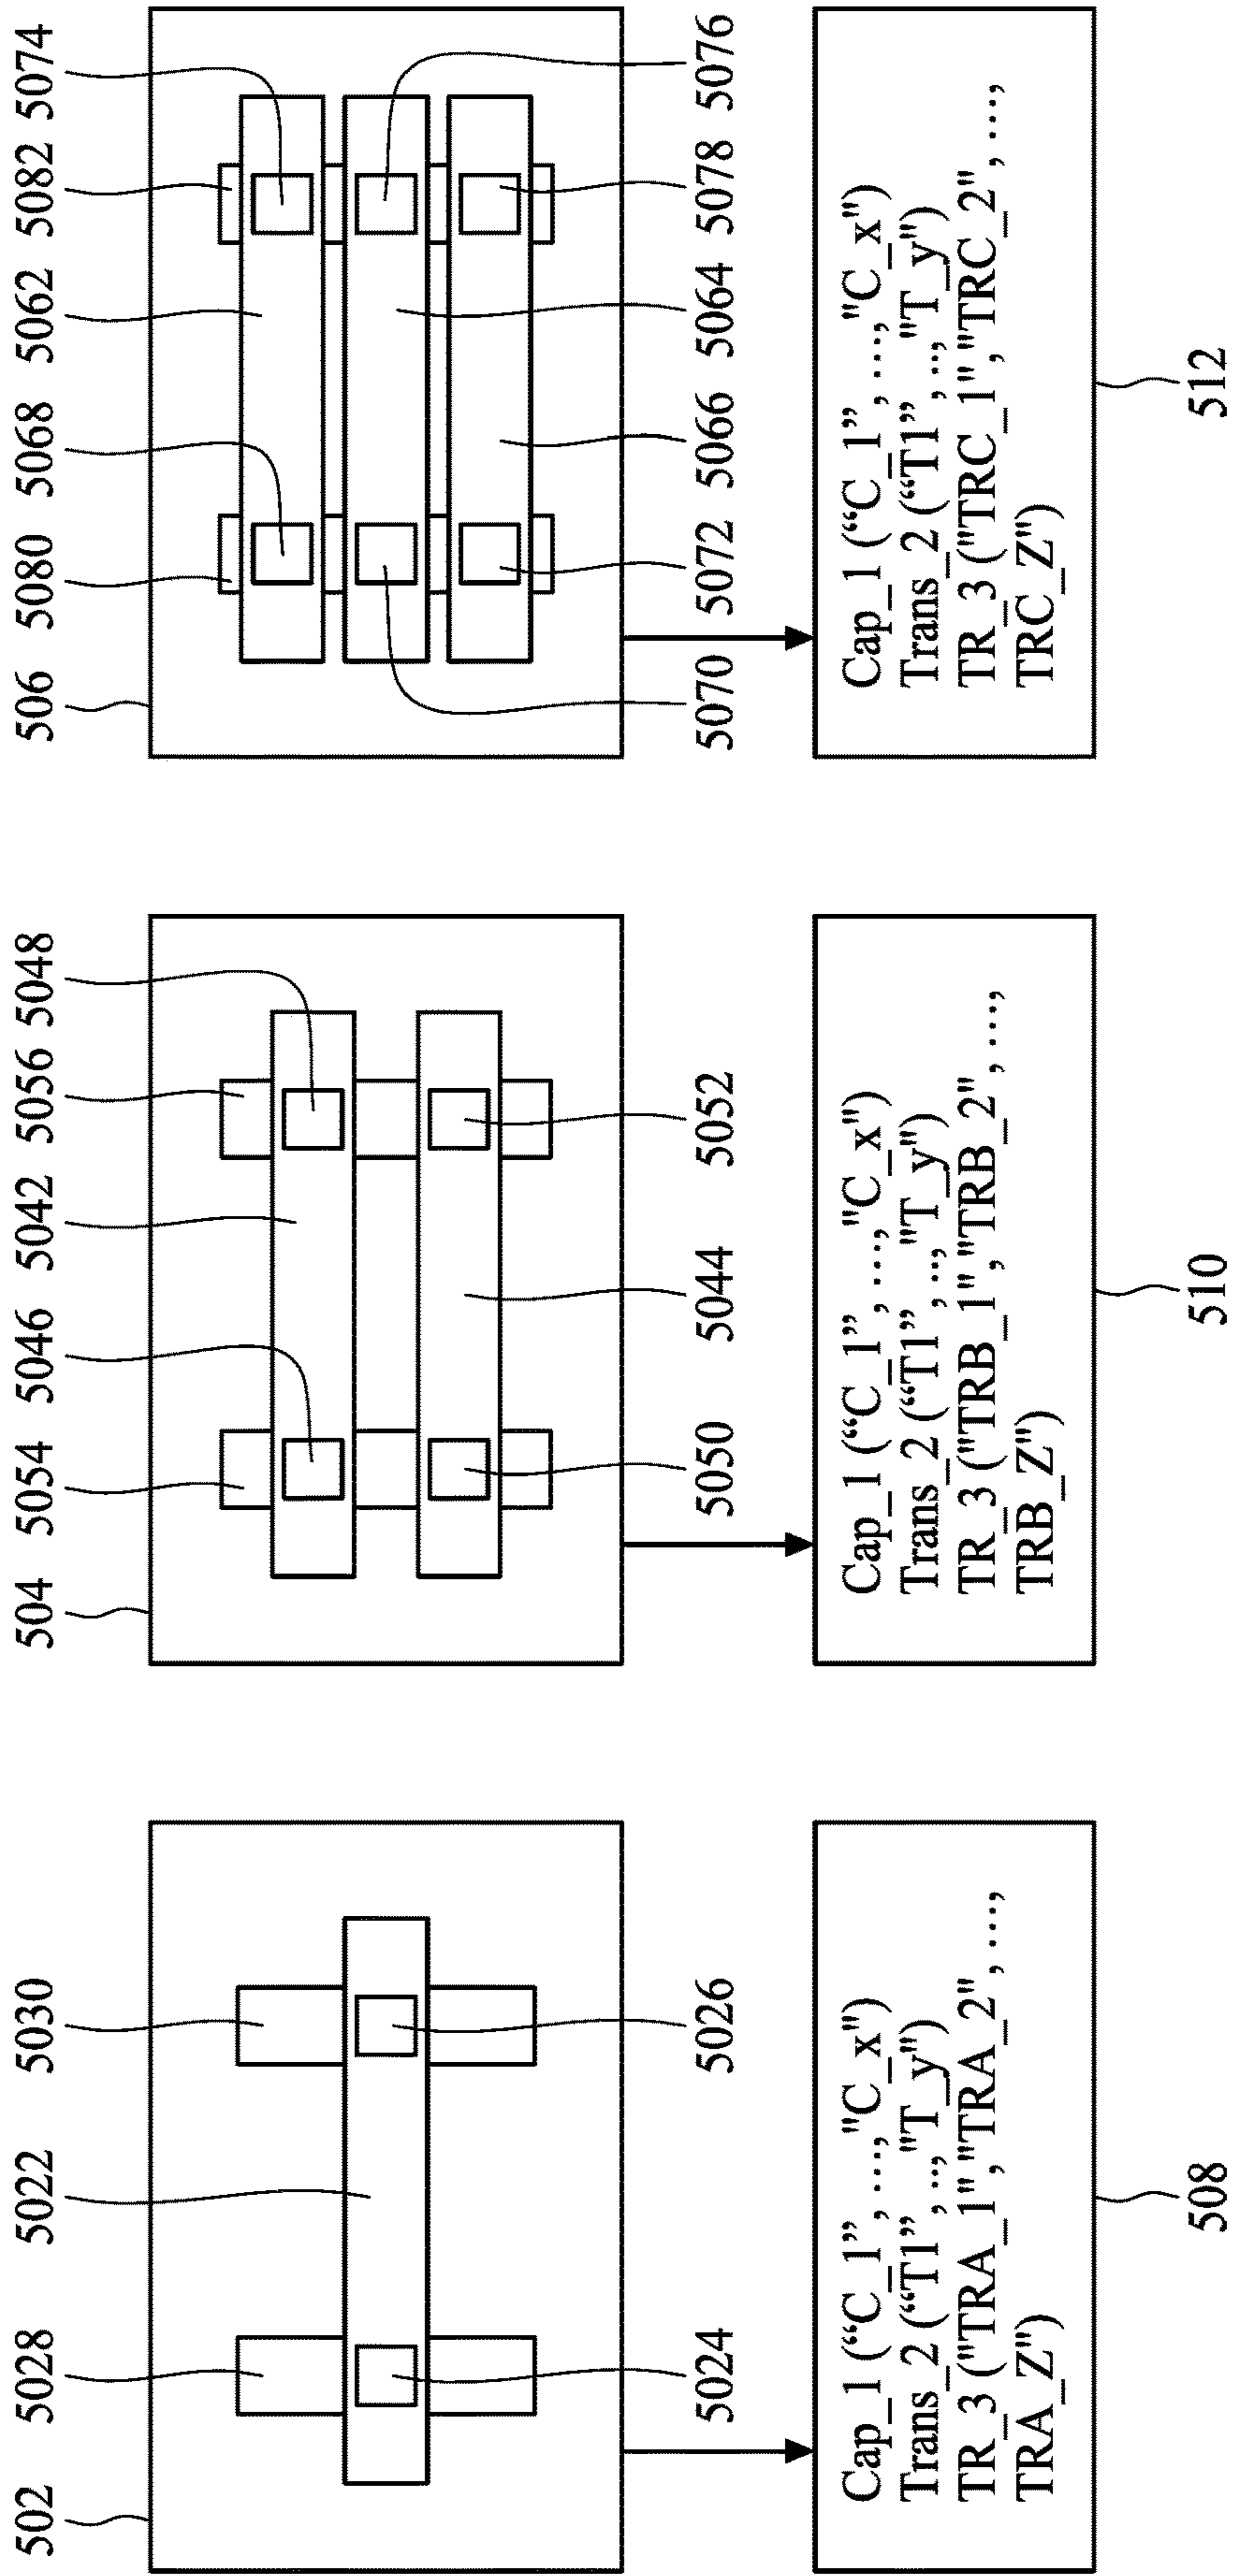 502 5028 5022 5030
5024 5026
Cap_1 (“C_1”, ..., "C_x")
Trans_2 (“T1”, .., "T_y")
TR_3 ("TRA_1","TRA_2", ...,
TRA_Z")
508
504 5054 5046 5042 5056 5048
5050 5044 5052
Cap_1 (“C_1”, ..., "C_x")
Trans_2 (“T1”, .., "T_y")
TR_3 ("TRB_1","TRB_2", ...,
TRB_Z")
510
506 5080 5068 5062 5082 5074
5070 5072 5066 5064 5078 5076
Cap_1 (“C_1”, ..., "C_x")
Trans_2 (“T1”, .., "T_y")
TR_3 ("TRC_1","TRC_2", ...,
TRC_Z")
512